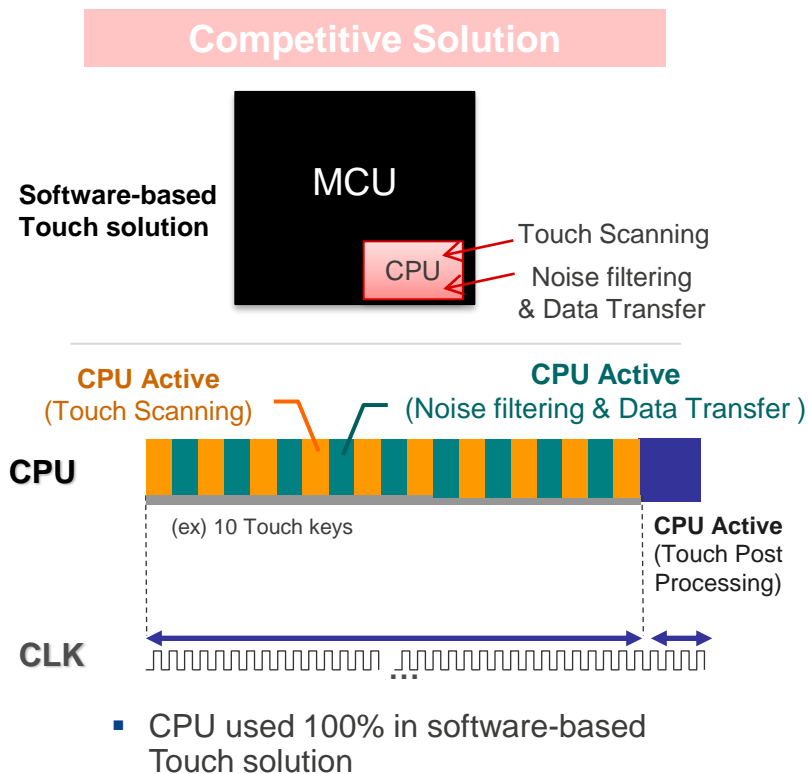 Competitive Solution
MCU
Software-based
Touch solution
CPU
Touch Scanning
Noise filtering
& Data Transfer
CPU Active
(Touch Scanning)
CPU Active
(Noise filtering & Data Transfer )
CPU
(ex) 10 Touch keys
CPU Active
(Touch Post
Processing)
CLK
...
▪ CPU used 100% in software-based
Touch solution